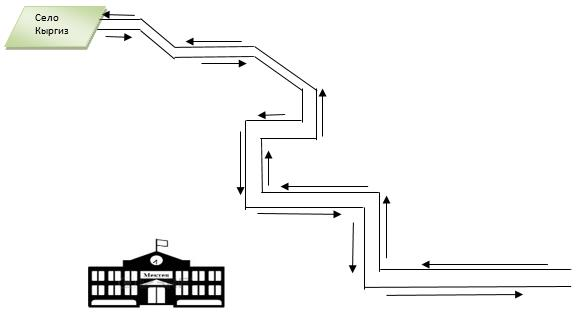 Село
Кыргиз
Мектеп